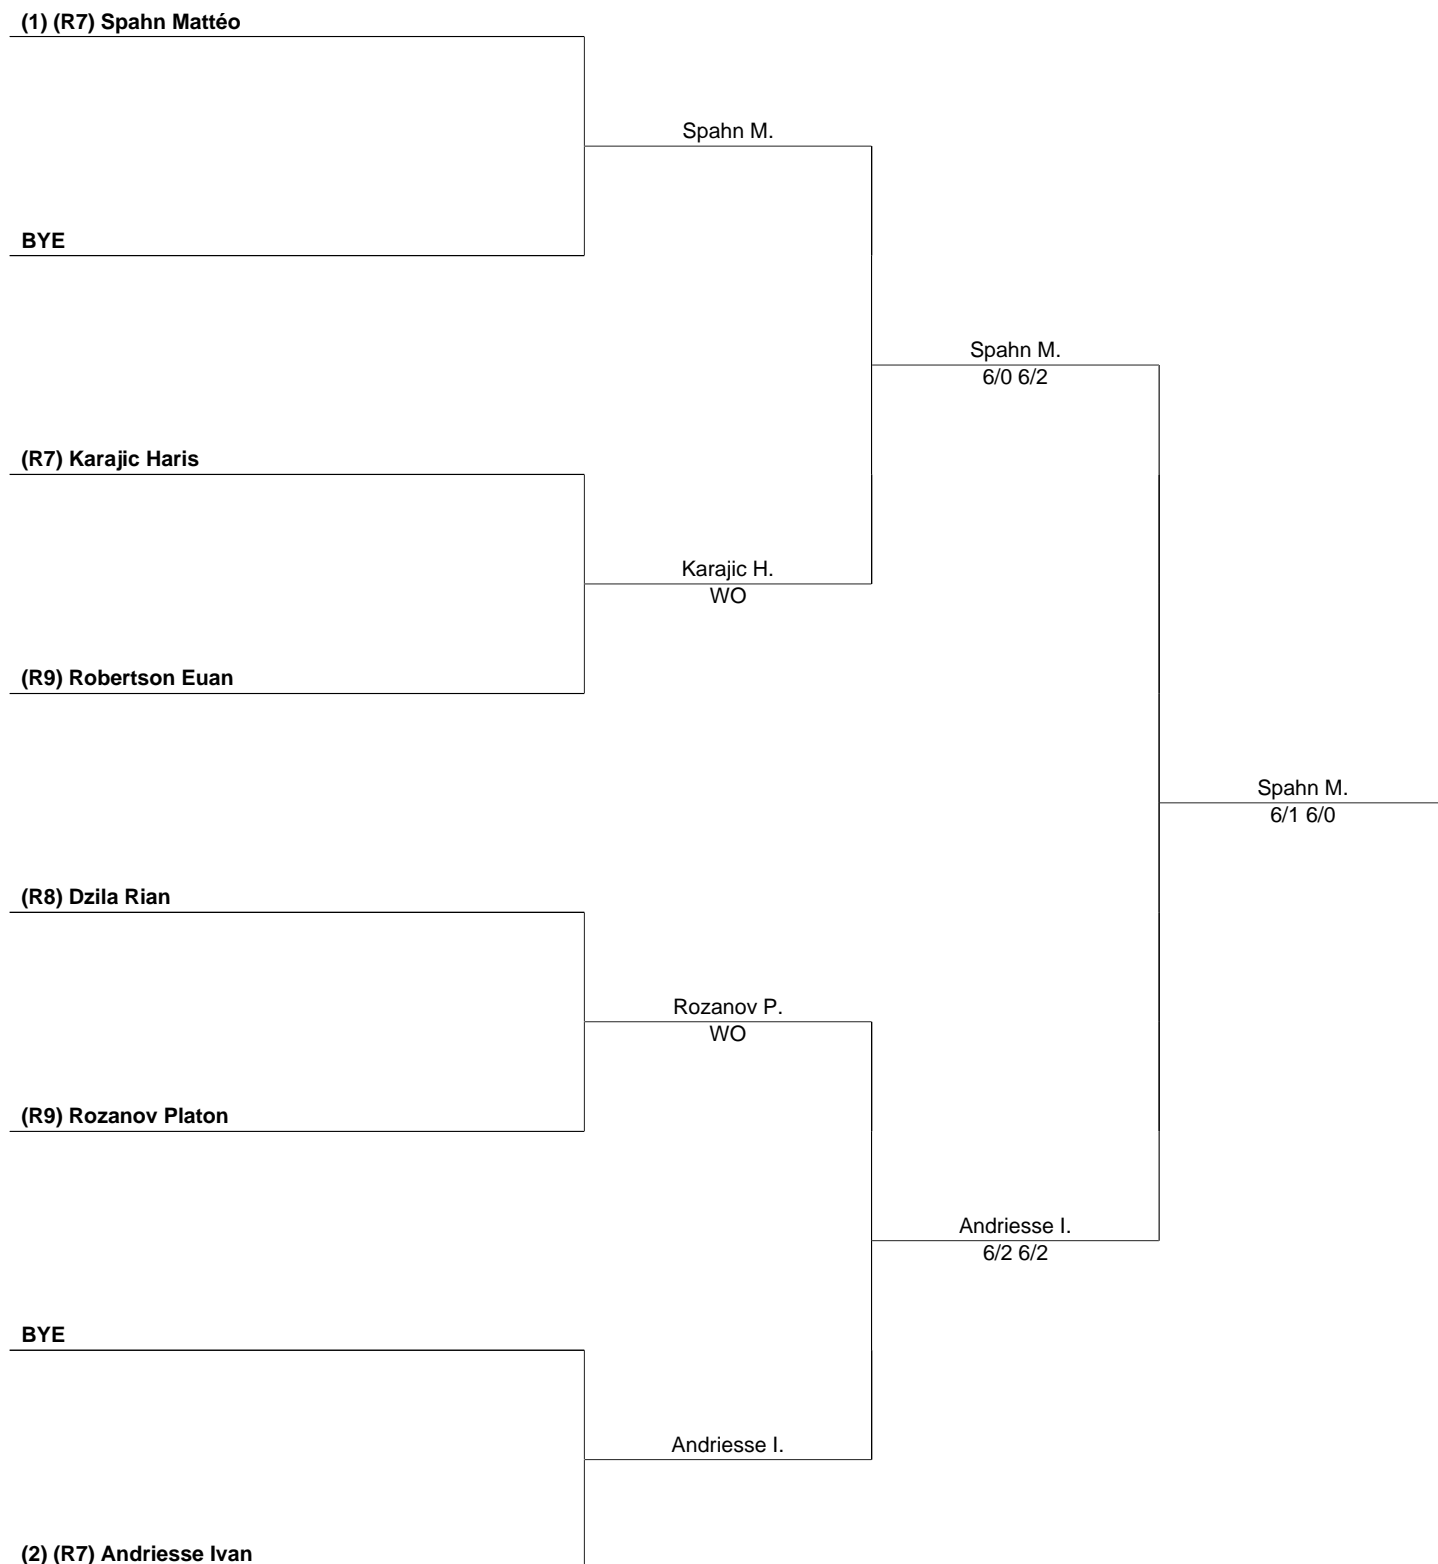 (1) (R7) Spahn Mattéo
Spahn M.
BYE
Spahn M.
6/0 6/2
(R7) Karajic Haris
Karajic H.
WO
(R9) Robertson Euan
Spahn M.
6/1 6/0
(R8) Dzila Rian
Rozanov P.
WO
(R9) Rozanov Platon
Andriesse I.
6/2 6/2
BYE
Andriesse I.
(2) (R7) Andriesse Ivan